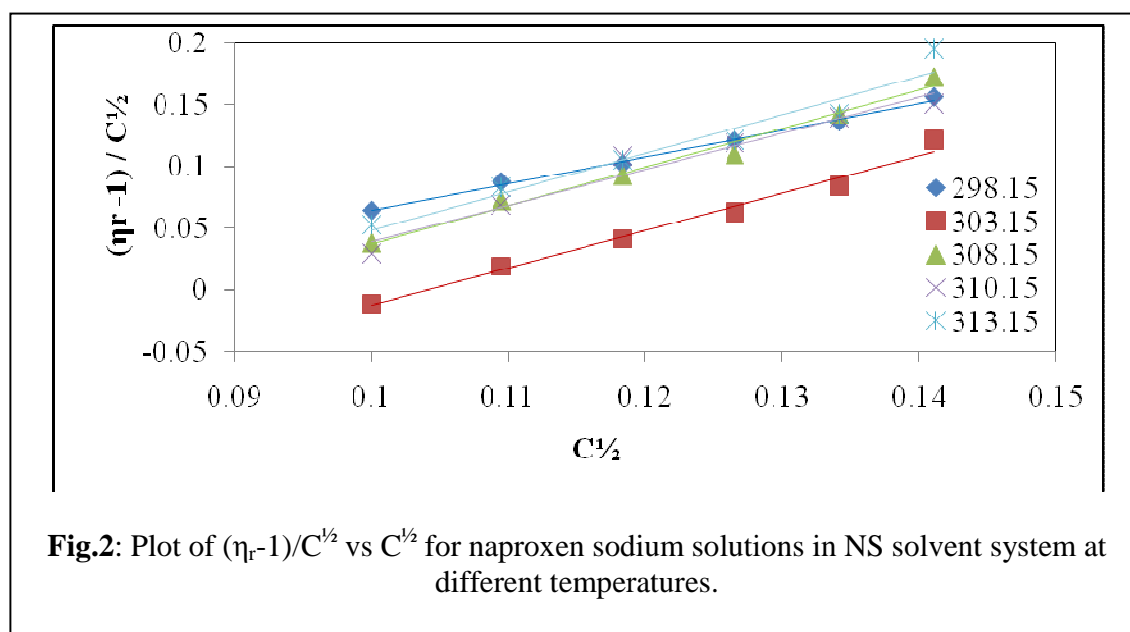 0.2
0.15
0.1
0.05
0
-0.05
(ηr -1) / C½
298.15
303.15
308.15
310.15
313.15
0.09 0.1 0.11 0.12 0.13 0.14 0.15
C½
Fig.2: Plot of (ηr-1)/C½ vs C½ for naproxen sodium solutions in NS solvent system at
different temperatures.